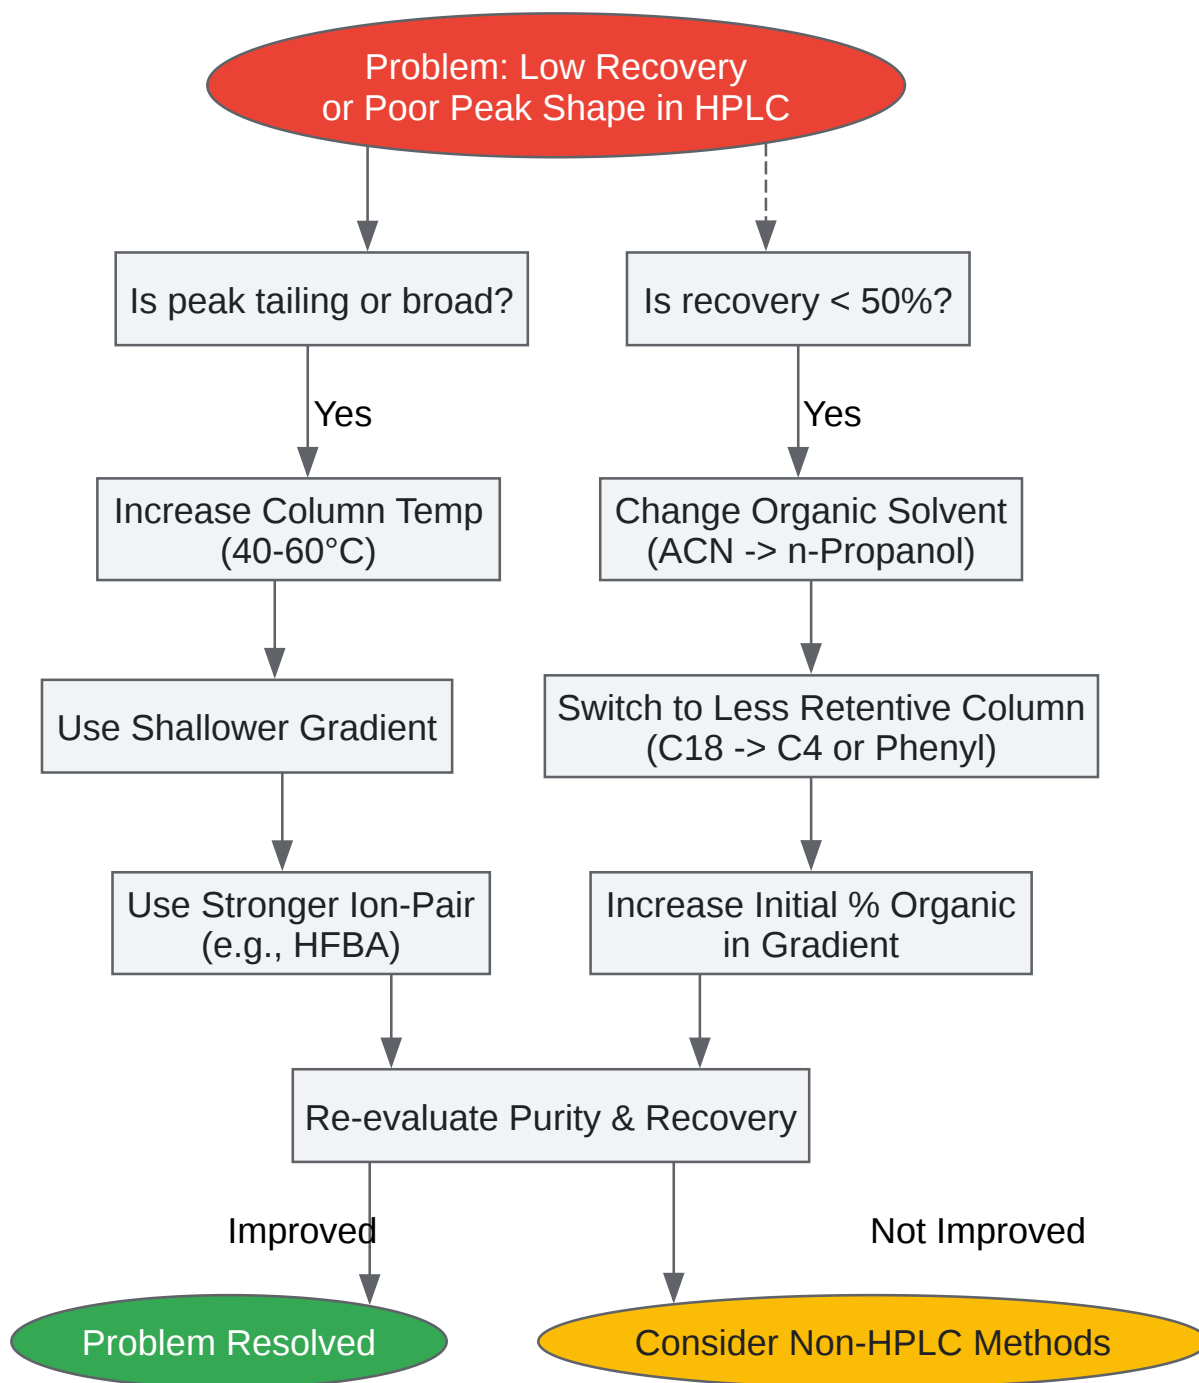 Problem: Low Recovery
or Poor Peak Shape in HPLC
Is peak tailing or broad?
Is recovery < 50%?
Yes
Yes
Increase Column Temp
(40-60°C)
Change Organic Solvent
(ACN -> n-Propanol)
Use Shallower Gradient
Switch to Less Retentive Column
(C18 -> C4 or Phenyl)
Use Stronger Ion-Pair
(e.g., HFBA)
Increase Initial % Organic
in Gradient
Re-evaluate Purity & Recovery
Improved
Not Improved
Problem Resolved
Consider Non-HPLC Methods